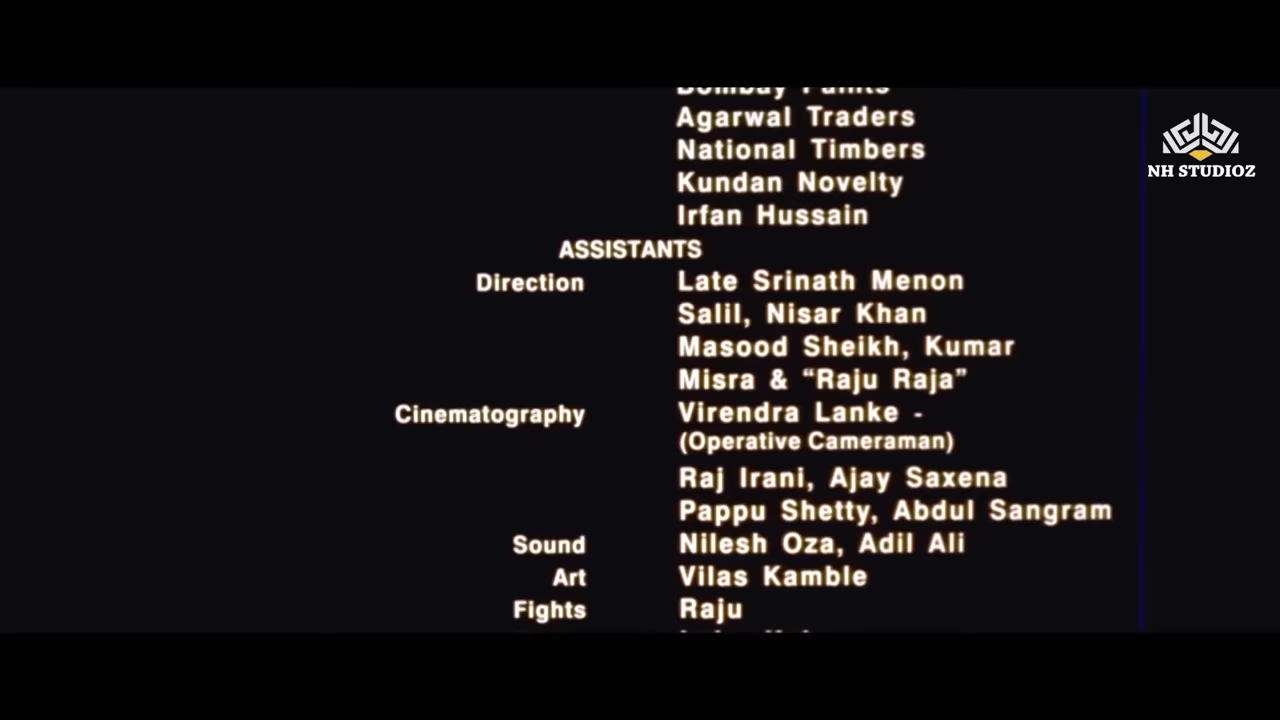 Agarwal Traders
National Timbers
Kundan Novelty
Irfan Hussain
ASSISTANTS
Direction Late Srinath Menon
Salil, Nisar Khan
Masood Sheikh, Kumar
Misra & “Raju Raja”
Cinematography Virendra Lanke -
(Operative Cameraman)
Raj Irani, Ajay Saxena
Pappu Shetty, Abdul Sangram
Sound Nilesh Oza, Adil Ali
Art Vilas Kamble
Fights Raju
NH STUDIOZ